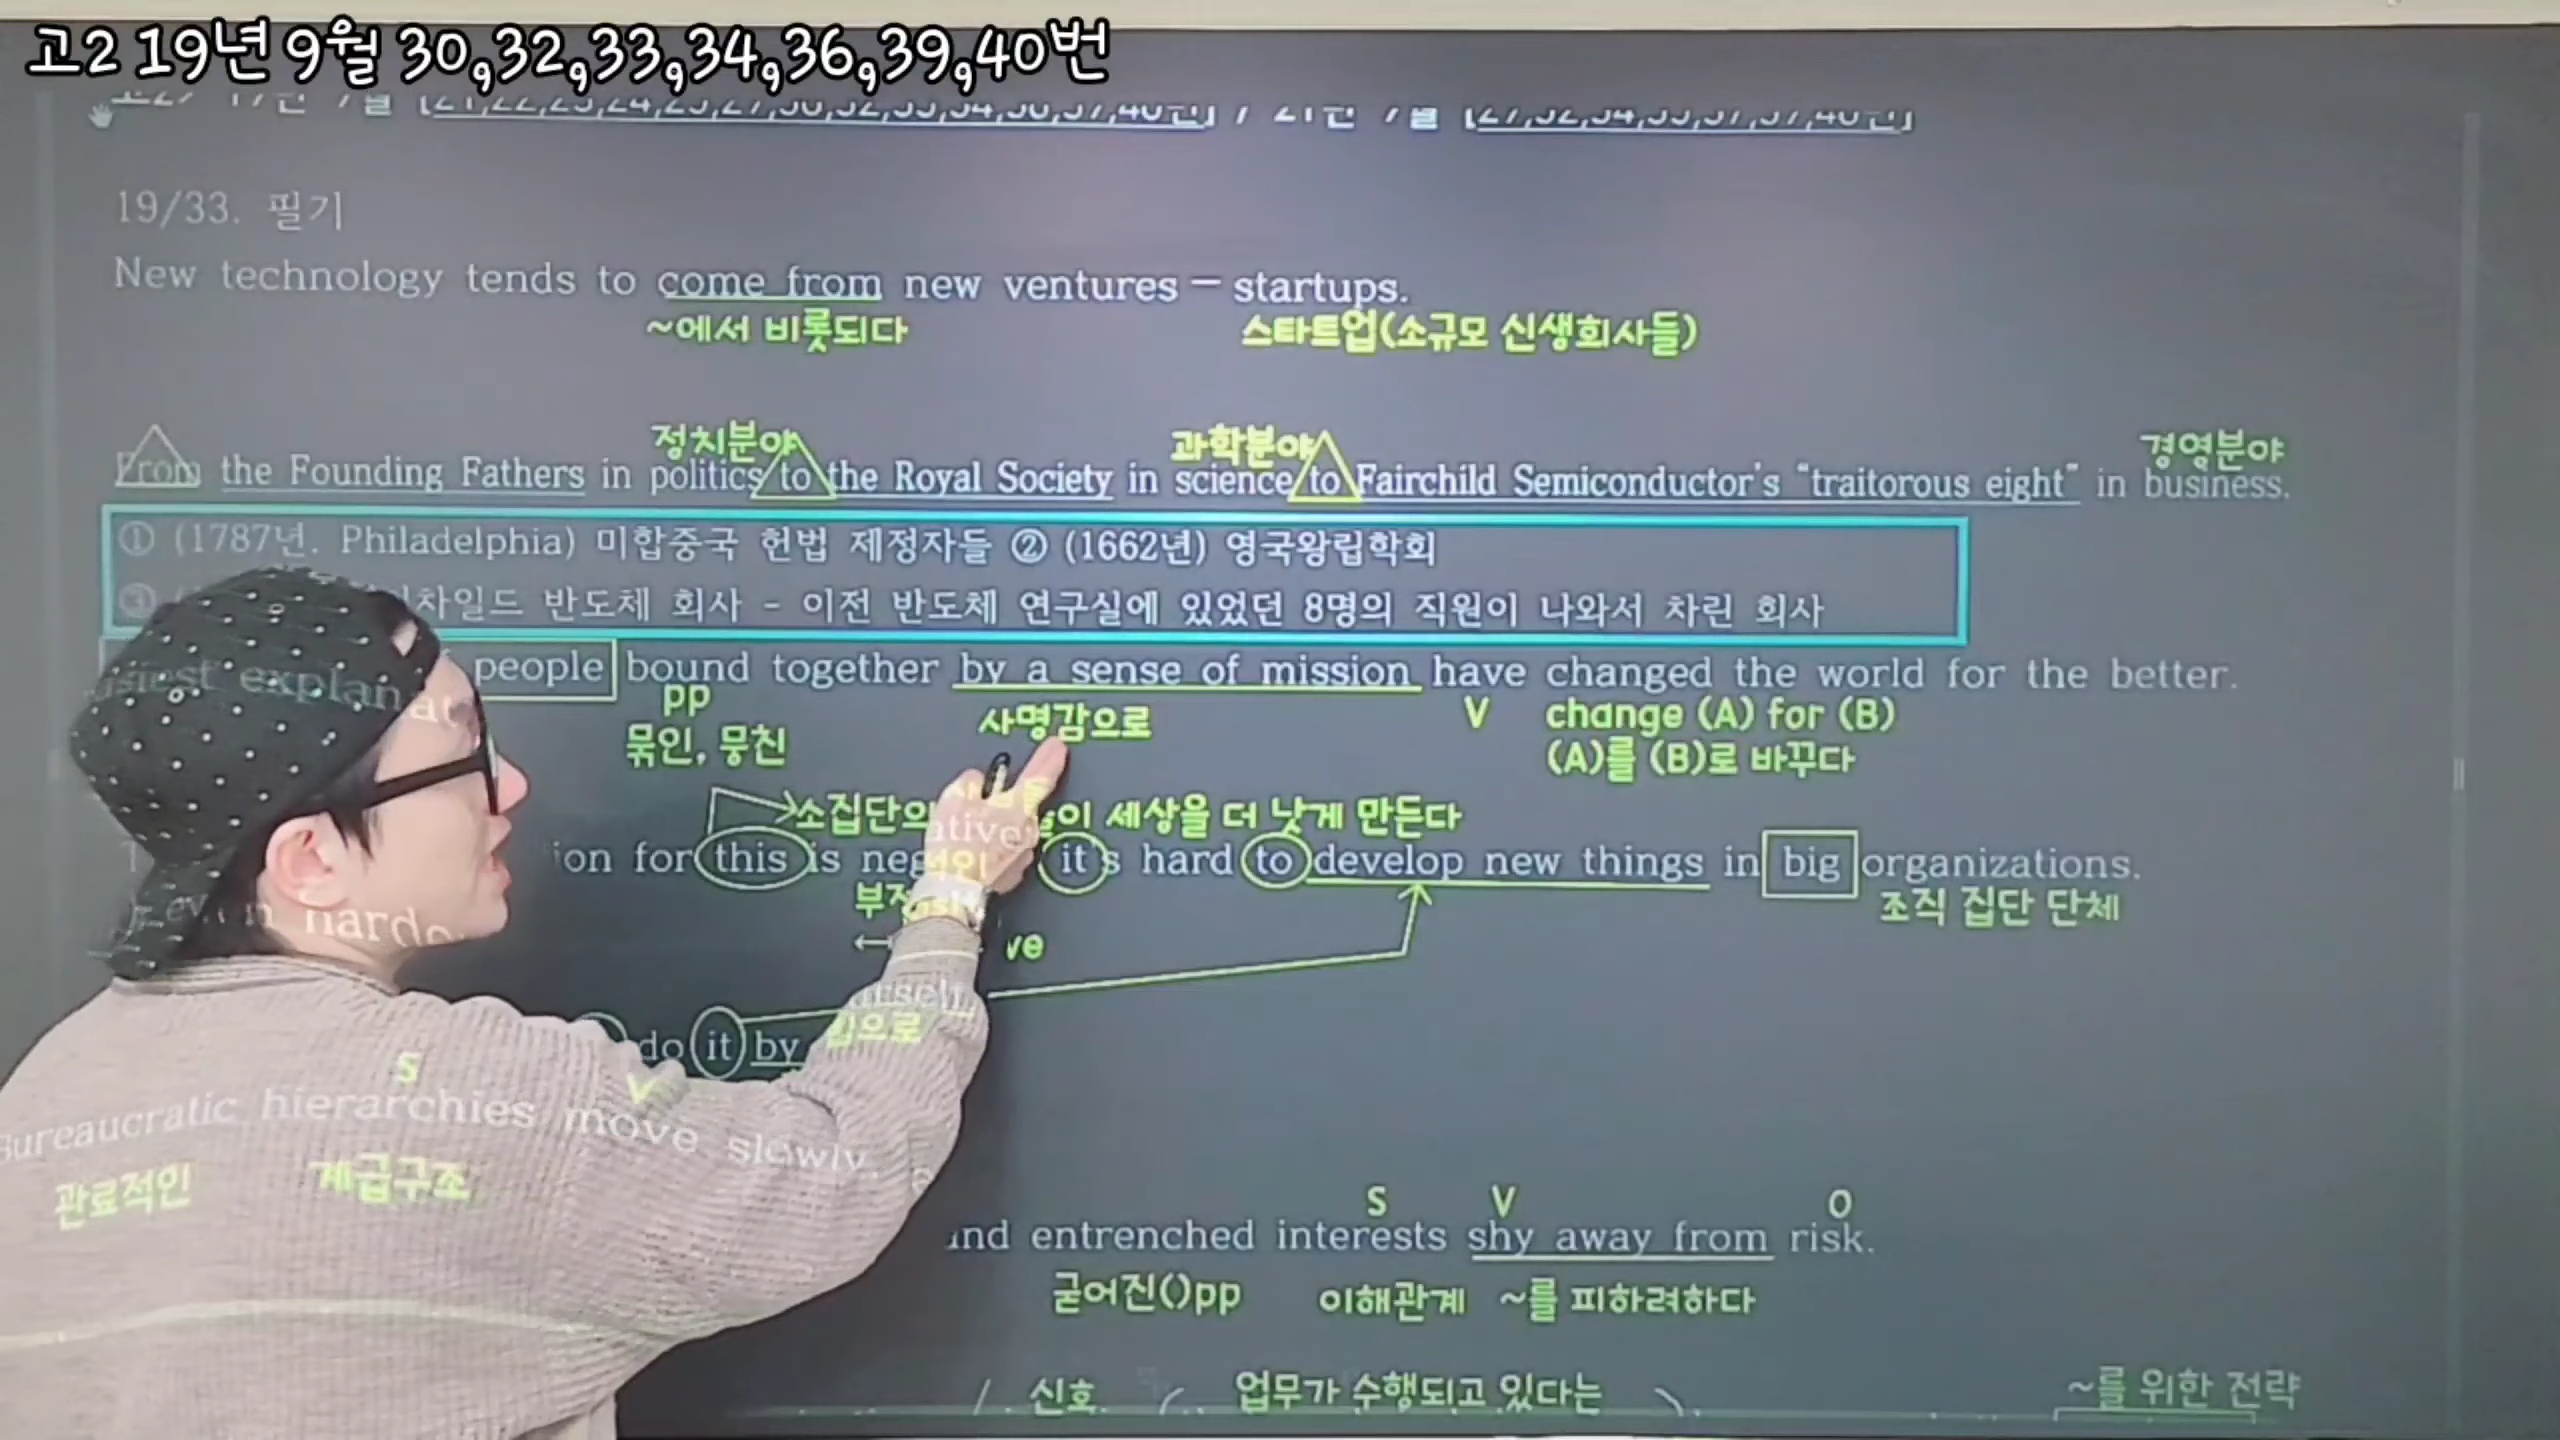 고2 19년 9월 30,32,33,34,36,39,40번
19/33. 필기
New technology tends to come from new ventures – startups.
~에서 비롯되다 스타트업(소규모 신생회사들)
정치분야 과학분야 경영분야
From the Founding Fathers in politics to the Royal Society in science to Fairchild Semiconductor's "traitorous eight" in business.
① (1787년. Philadelphia) 미합중국 헌법 제정자들 ② (1662년) 영국왕립학회
③ 차일드 반도체 회사 - 이전 반도체 연구실에 있었던 8명의 직원이 나와서 차린 회사
people bound together by a sense of mission have changed the world for the better.
pp 사명감으로 V change (A) for (B)
묶인, 뭉친 (A)를 (B)로 바꾸다
소집단의 이 세상을 더 낫게 만든다
for this is it's hard to develop new things in big organizations.
조직 집단 단체
do it by
S V
Bureaucratic hierarchies move slowly,
관료적인 계급구조
S V O
and entrenched interests shy away from risk.
굳어진()pp 이해관계 ~를 피하려하다
신호 ( 업무가 수행되고 있다는 ) ~를 위한 전략